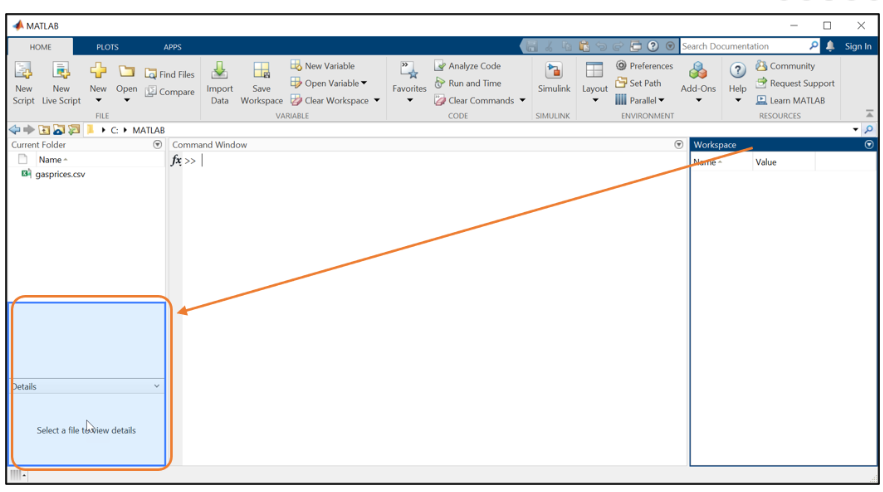 MATLAB
HOME PLOTS APPS Search Documentation Sign In
New Script
New Live Script
New
Open
Find Files
Compare
Import Data
Save Workspace
New Variable
Open Variable
Clear Workspace
Favorites
Analyze Code
Run and Time
Clear Commands
Simulink
Layout
Preferences
Set Path
Parallel
Add-Ons
Help
Community
Request Support
Learn MATLAB
FILE VARIABLE CODE SIMULINK ENVIRONMENT RESOURCES
C: MATLAB
Current Folder
Name
gasprices.csv
Details
Select a file to view details
Command Window
fx >>
Workspace
Name Value